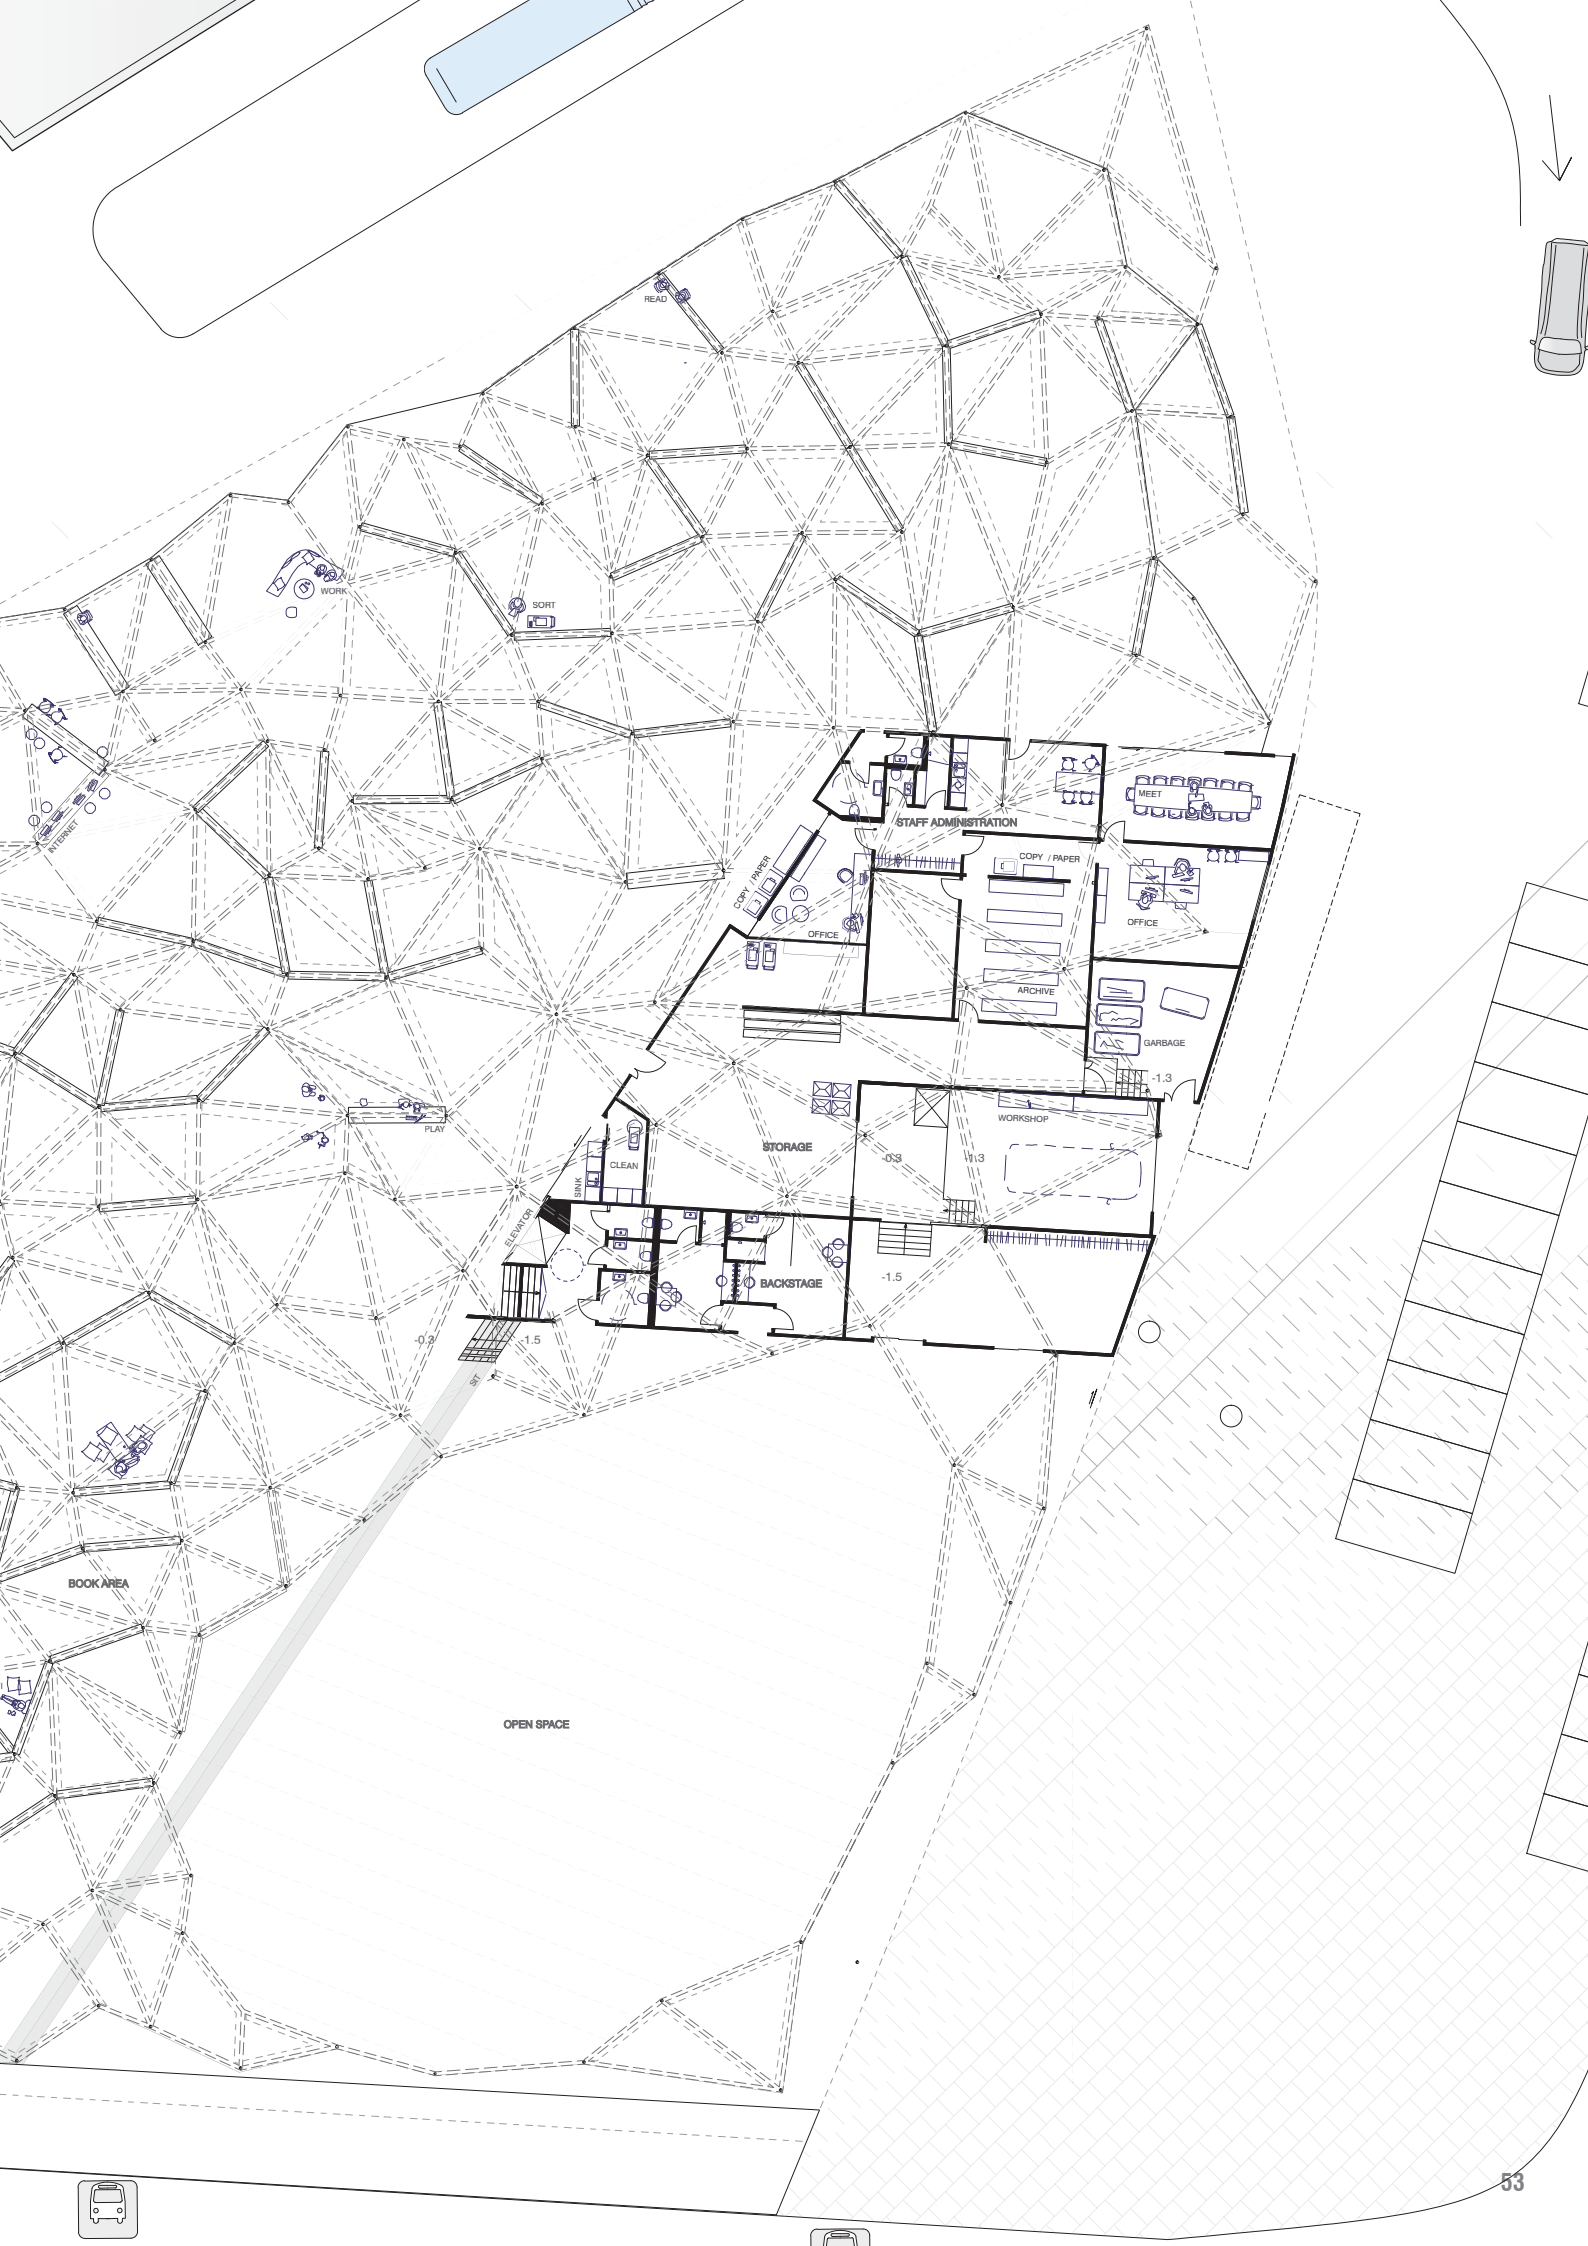 READ
WORK
SORT
INTERNET
MEET
STAFF ADMINISTRATION
COPY / PAPER
COPY / PAPER
OFFICE
OFFICE
ARCHIVE
GARBAGE
-1.3
WORKSHOP
PLAY
STORAGE
-0.3
-1.3
CLEAN
SINK
ELEVATOR
BACKSTAGE
-1.5
-0.3
-1.5
SIT
BOOK AREA
OPEN SPACE
53